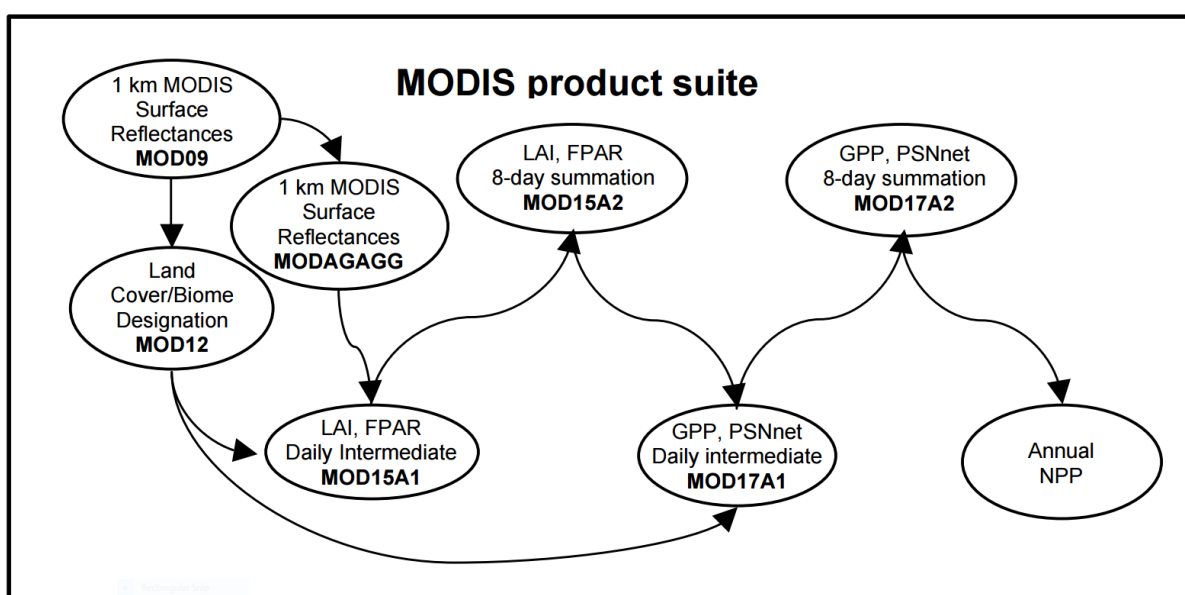 MODIS product suite
1 km MODIS
Surface
Reflectances
MOD09
1 km MODIS
Surface
Reflectances
MODAGAGG
Land
Cover/Biome
Designation
MOD12
LAI, FPAR
8-day summation
MOD15A2
GPP, PSNnet
8-day summation
MOD17A2
LAI, FPAR
Daily Intermediate
MOD15A1
GPP, PSNnet
Daily intermediate
MOD17A1
Annual
NPP